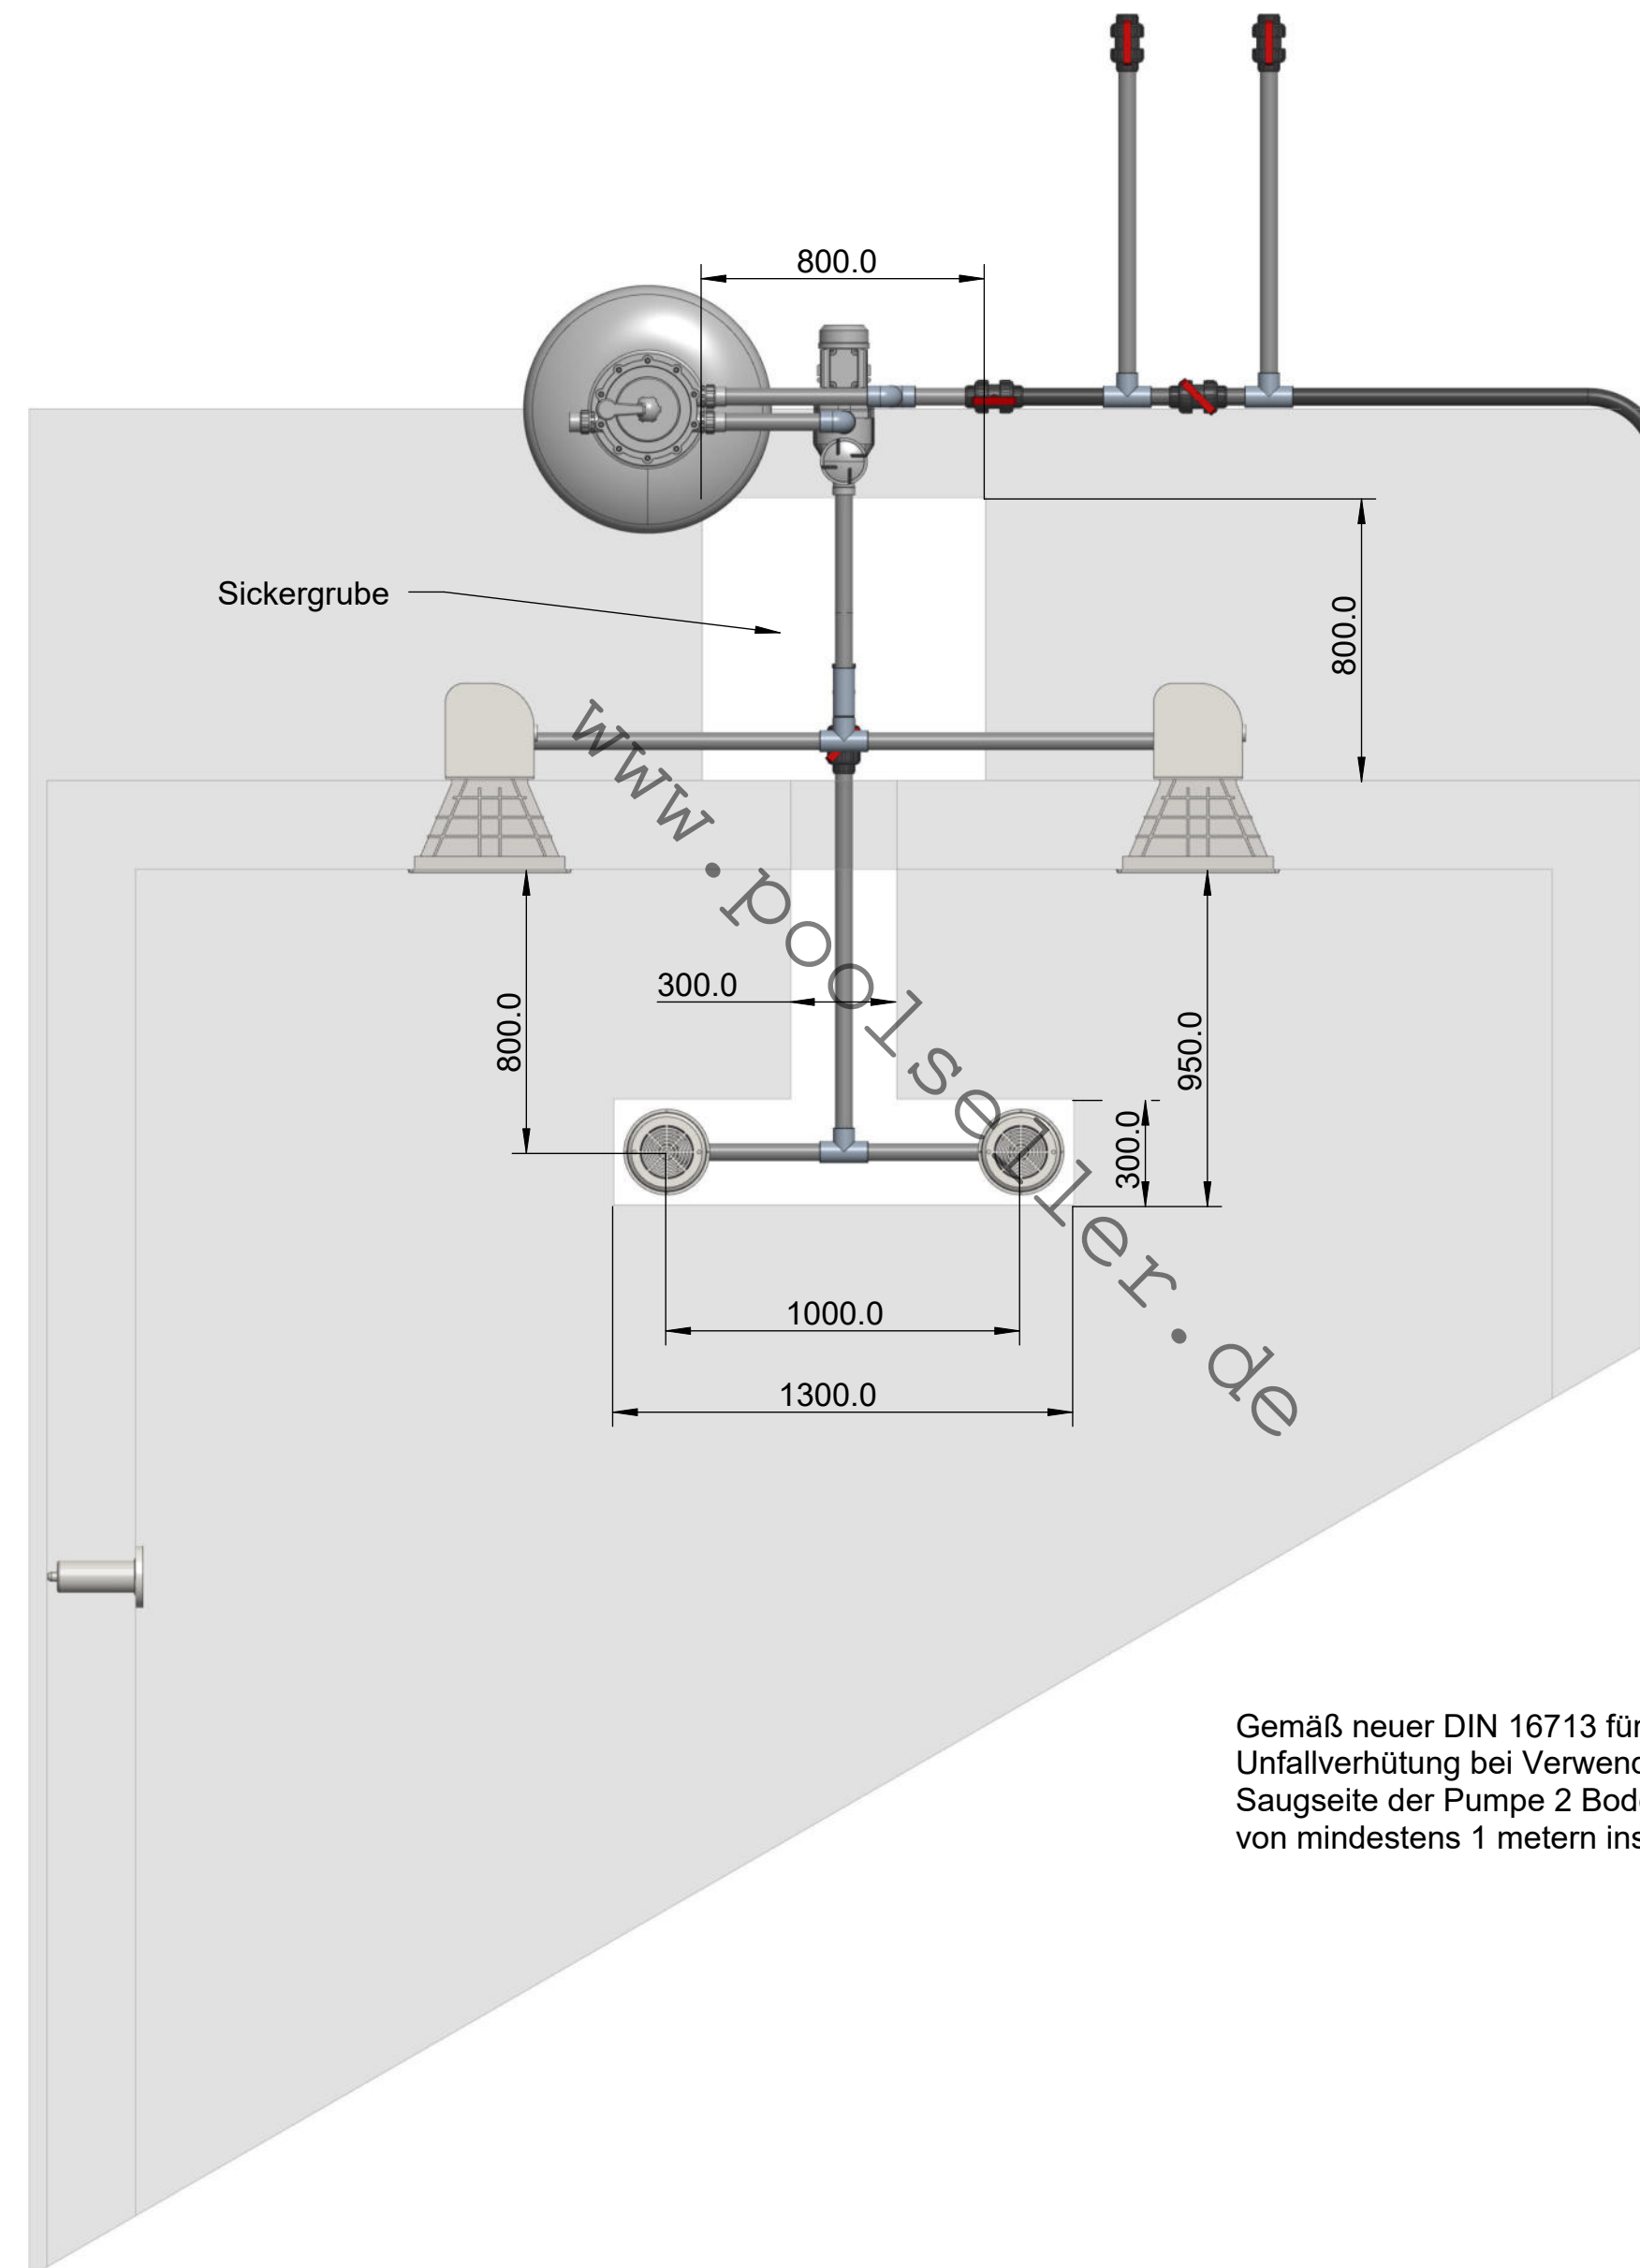 800.0
Sickergrube
800.0
www.poolseller.de
300.0
800.0
950.0
300.0
1000.0
1300.0
Gemäß neuer DIN 16713 für
Unfallverhütung bei Verwend
Saugseite der Pumpe 2 Bod
von mindestens 1 metern ins